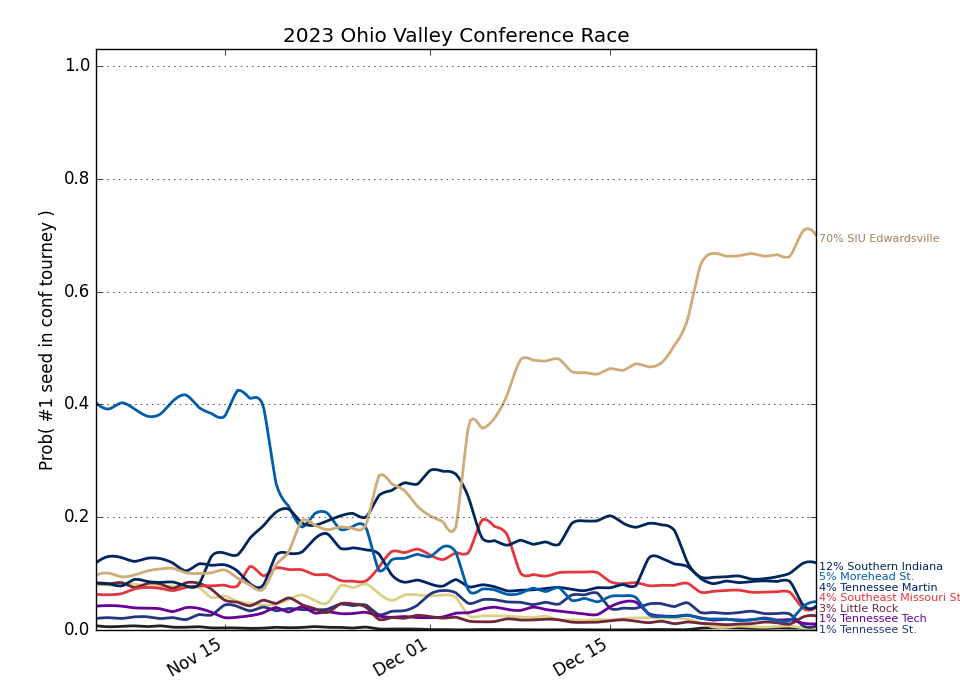 2023 Ohio Valley Conference Race
Prob( #1 seed in conf tourney )
1.0
0.8
0.6
0.4
0.2
0.0
Nov 15
Dec 01
Dec 15
70% SIU Edwardsville
12% Southern Indiana
5% Morehead St.
4% Tennessee Martin
4% Southeast Missouri St
3% Little Rock
1% Tennessee Tech
1% Tennessee St.